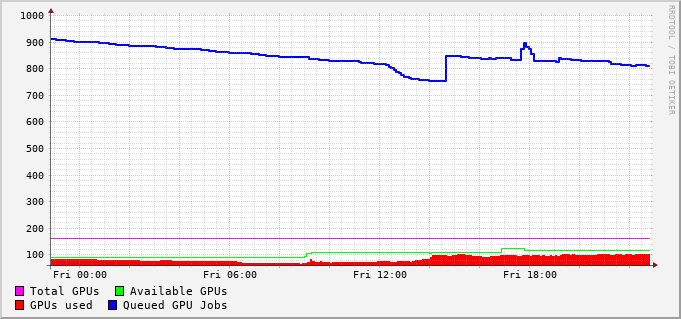 1000
900
800
700
600
500
400
300
200
100
Fri 00:00 Fri 06:00 Fri 12:00 Fri 18:00
Total GPUs Available GPUs
GPUs used Queued GPU Jobs
RRDTOOL / TOBI OETIKER